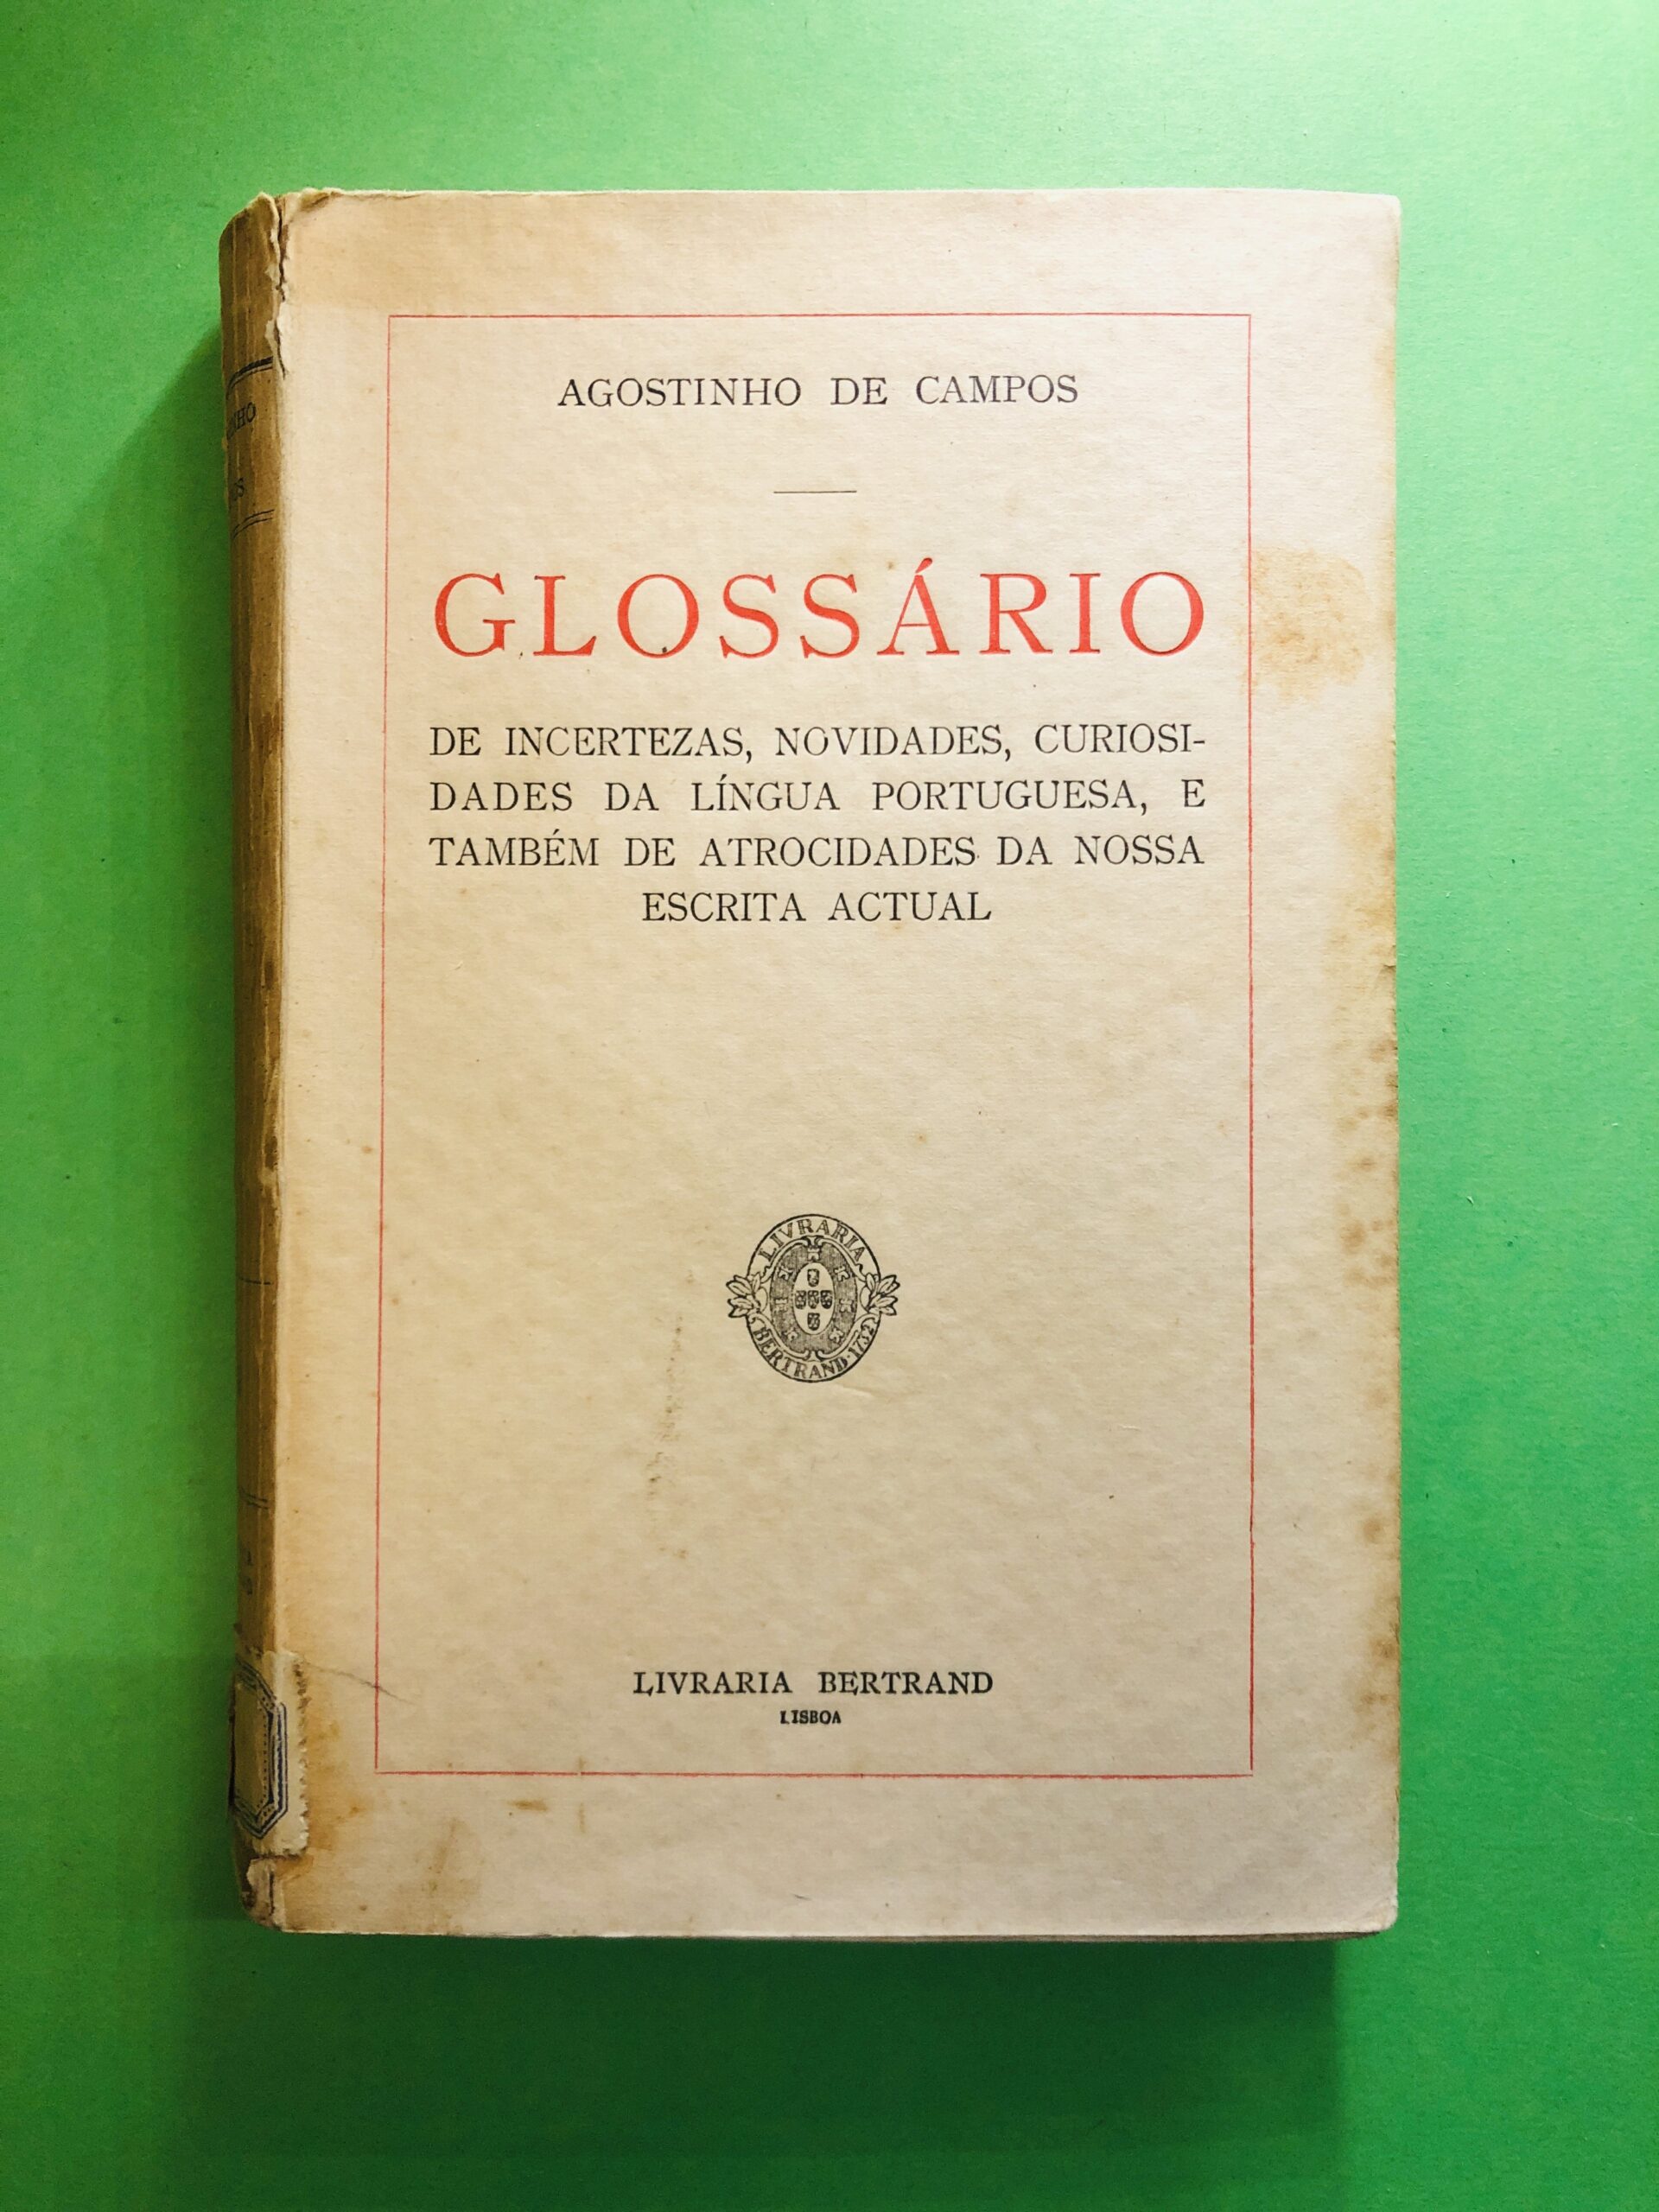 AGOSTINHO DE CAMPOS
GLOSSÁRIO
DE INCERTEZAS, NOVIDADES, CURIOSI-
DADES DA LÍNGUA PORTUGUESA, E
TAMBÉM DE ATROCIDADES DA NOSSA
ESCRITA ACTUAL
LIVRARIA
BERTRAND·1732
LIVRARIA BERTRAND
LISBOA